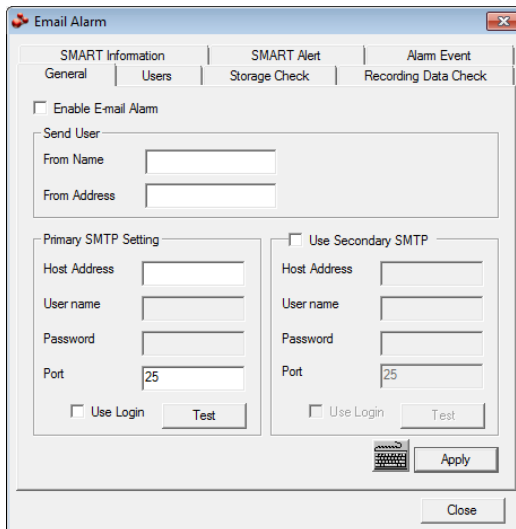 Email Alarm
SMART Information SMART Alert Alarm Event
General Users Storage Check Recording Data Check
Enable E-mail Alarm
Send User
From Name
From Address
Primary SMTP Setting
Host Address
User name
Password
Port 25
Use Login Test
Use Secondary SMTP
Host Address
User name
Password
Port 25
Use Login Test
Apply
Close